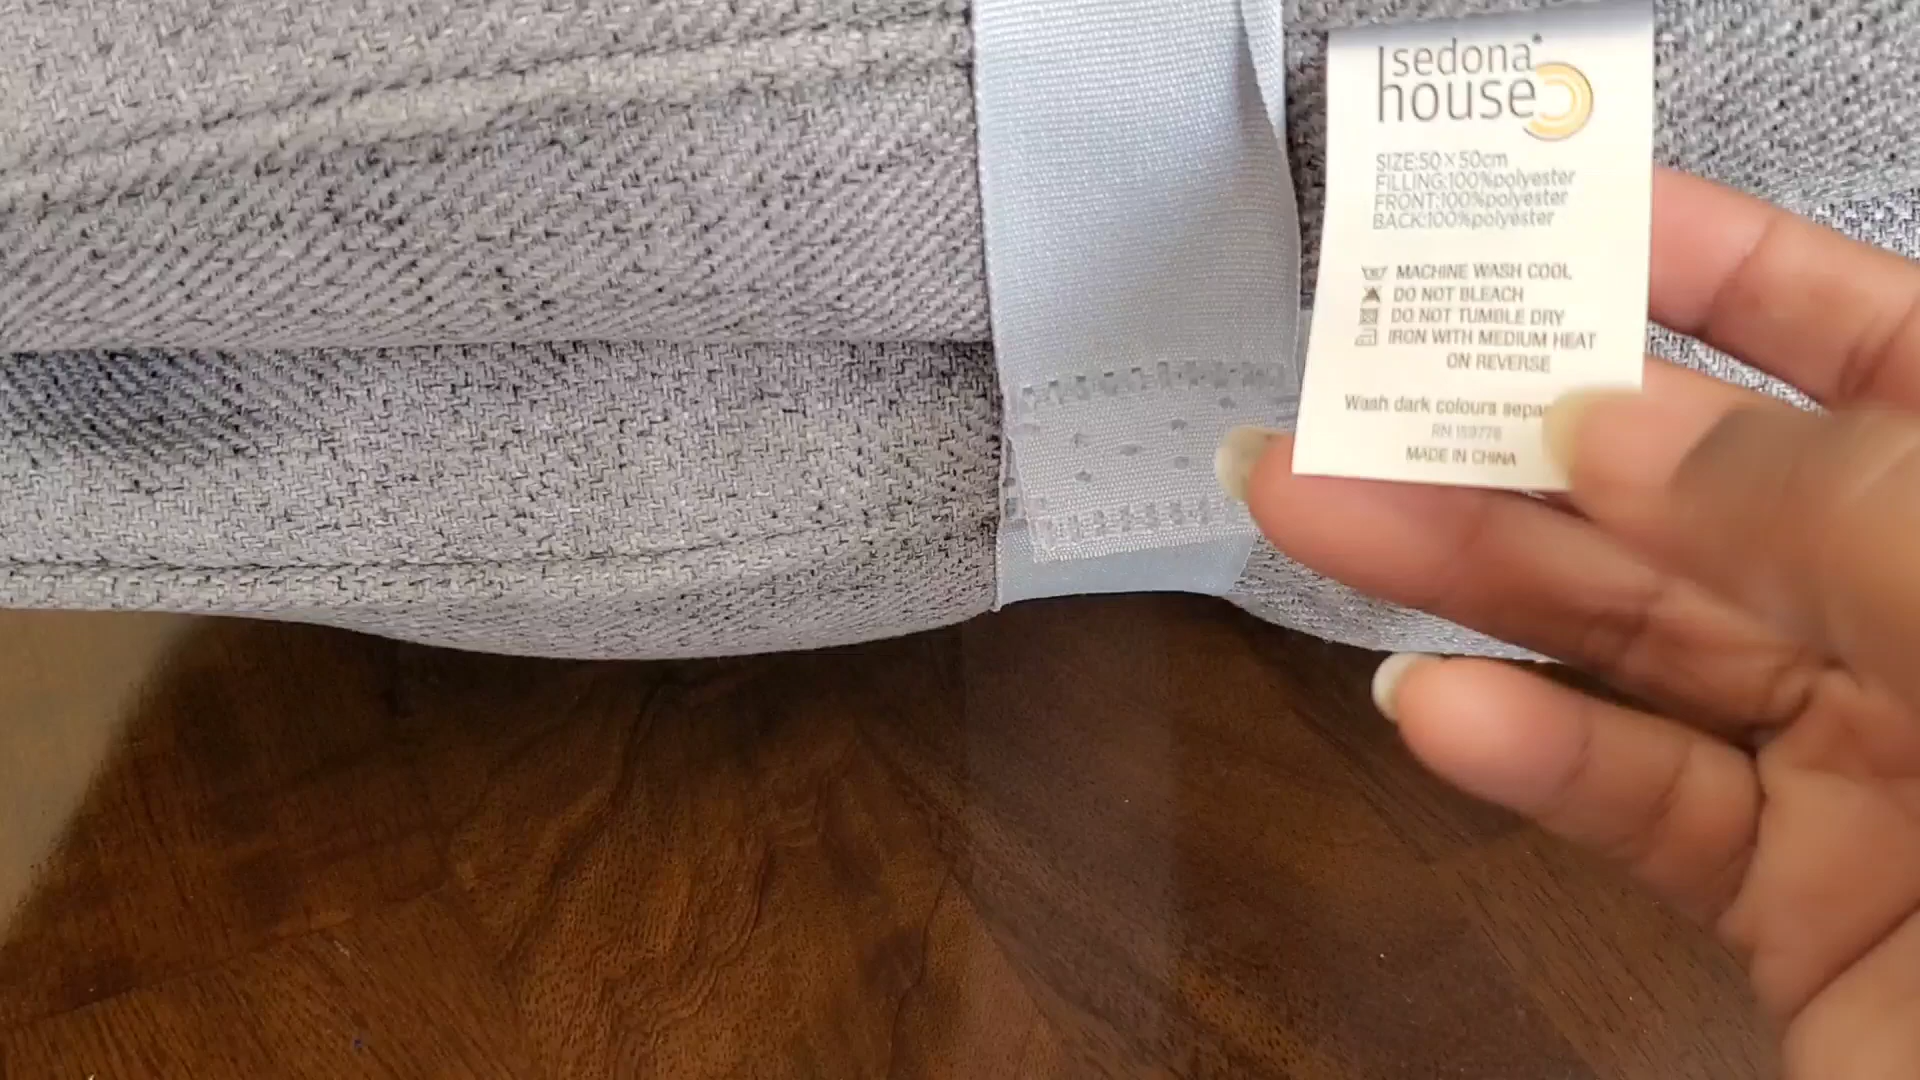 sedona
house
SIZE:50×50cm
FILLING:100%polyester
FRONT:100%polyester
BACK:100%polyester
MACHINE WASH COOL
DO NOT BLEACH
DO NOT TUMBLE DRY
IRON WITH MEDIUM HEAT
ON REVERSE
Wash dark colours
RN
MADE IN CHINA